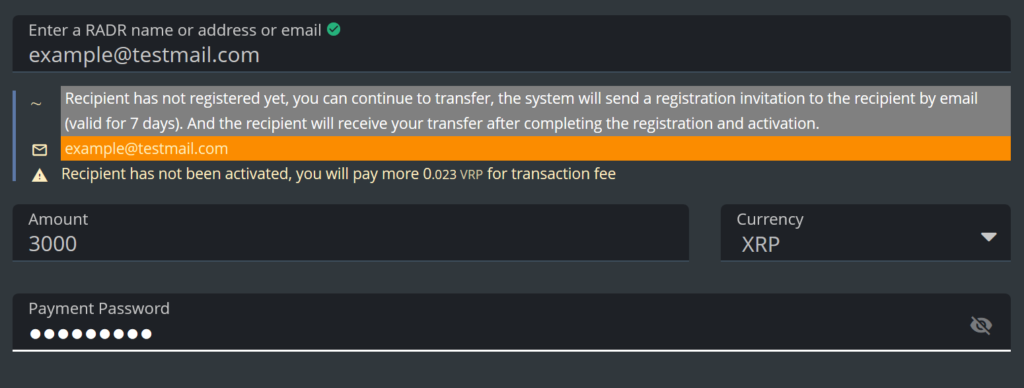 Enter a RADR name or address or email
example@testmail.com
~ Recipient has not registered yet, you can continue to transfer, the system will send a registration invitation to the recipient by email
(valid for 7 days). And the recipient will receive your transfer after completing the registration and activation.
example@testmail.com
Recipient has not been activated, you will pay more 0.023 VRP for transaction fee
Amount
3000
Currency
XRP
Payment Password
●●●●●●●●●